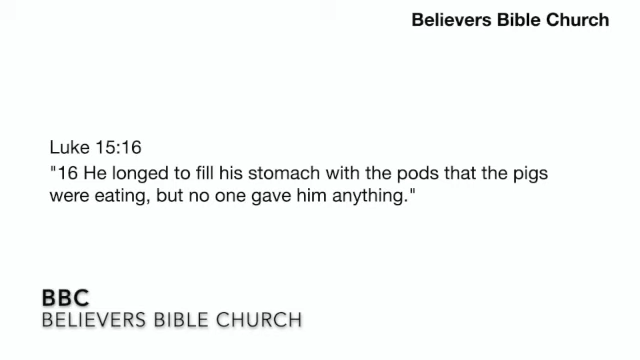 Believers Bible Church
Luke 15:16
"16 He longed to fill his stomach with the pods that the pigs
were eating, but no one gave him anything."
BBC
BELIEVERS BIBLE CHURCH